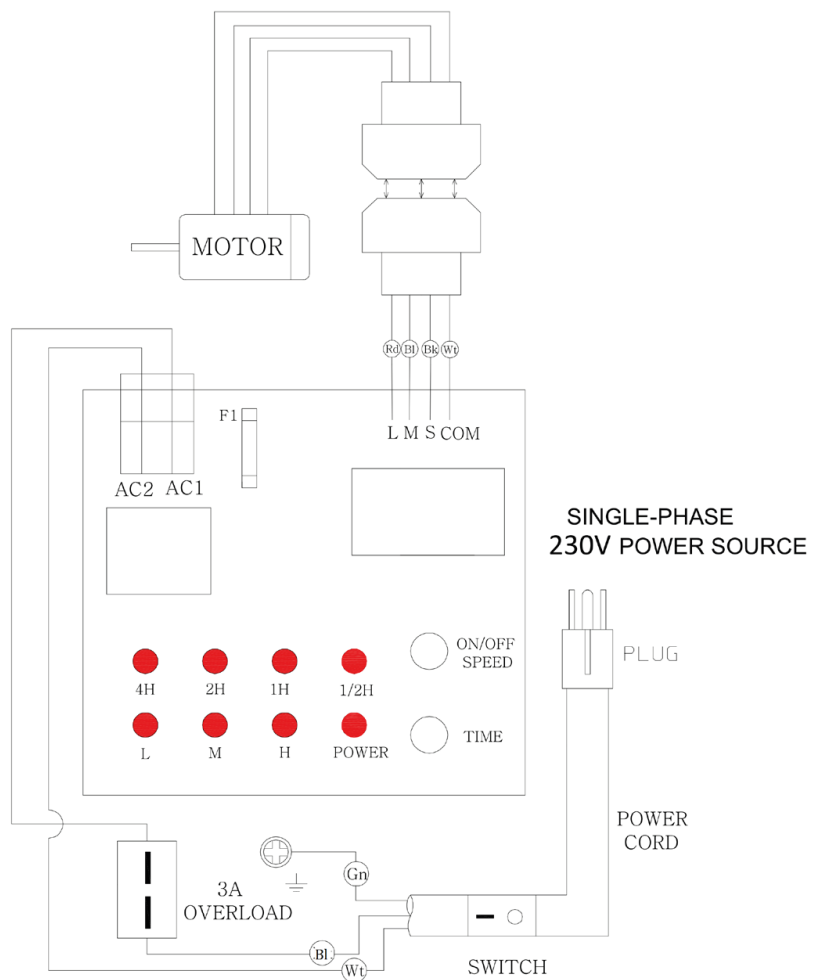 MOTOR
Rd Bl Bk Wt
F1
L M S COM
AC2 AC1
SINGLE-PHASE
230V POWER SOURCE
ON/OFF
SPEED
PLUG
4H 2H 1H 1/2H
TIME
L M H POWER
POWER
CORD
Gn
3A
OVERLOAD
Bl.
Wt
SWITCH